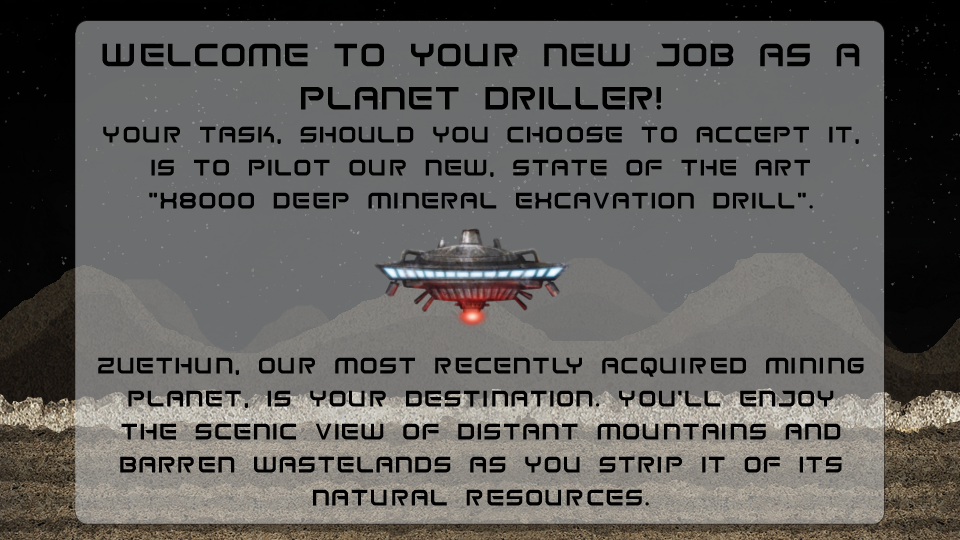 WELCOME TO YOUR NEW JOB AS A
PLANET DRILLER!
YOUR TASK, SHOULD YOU CHOOSE TO ACCEPT IT,
IS TO PILOT OUR NEW, STATE OF THE ART
"X8000 DEEP MINERAL EXCAVATION DRILL".
ZUETHUN, OUR MOST RECENTLY ACQUIRED MINING
PLANET, IS YOUR DESTINATION. YOU'LL ENJOY
THE SCENIC VIEW OF DISTANT MOUNTAINS AND
BARREN WASTELANDS AS YOU STRIP IT OF ITS
NATURAL RESOURCES.